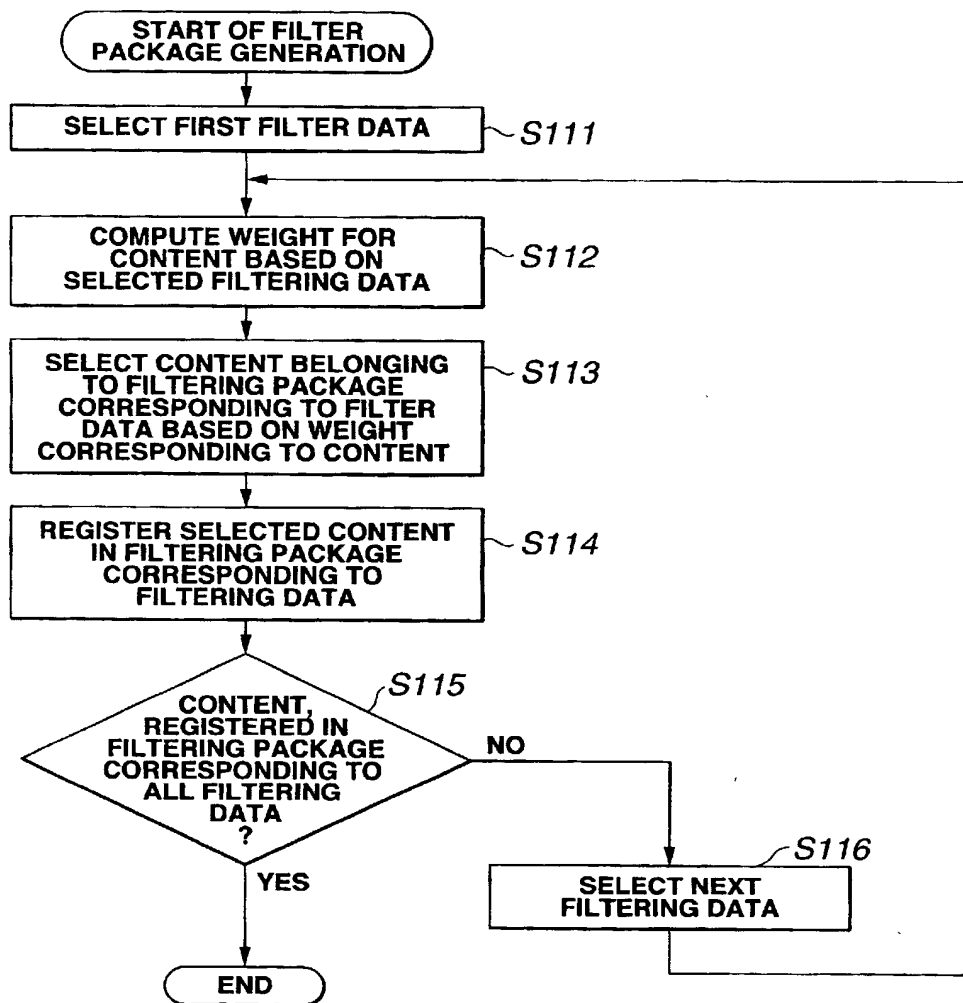 START OF FILTER
PACKAGE GENERATION
SELECT FIRST FILTER DATA
S111
COMPUTE WEIGHT FOR
CONTENT BASED ON
SELECTED FILTERING DATA
S112
SELECT CONTENT BELONGING
TO FILTERING PACKAGE
CORRESPONDING TO FILTER
DATA BASED ON WEIGHT
CORRESPONDING TO CONTENT
S113
REGISTER SELECTED CONTENT
IN FILTERING PACKAGE
CORRESPONDING TO
FILTERING DATA
S114
S115
CONTENT,
REGISTERED IN
FILTERING PACKAGE
CORRESPONDING TO
ALL FILTERING
DATA
?
NO
YES
S116
SELECT NEXT
FILTERING DATA
END